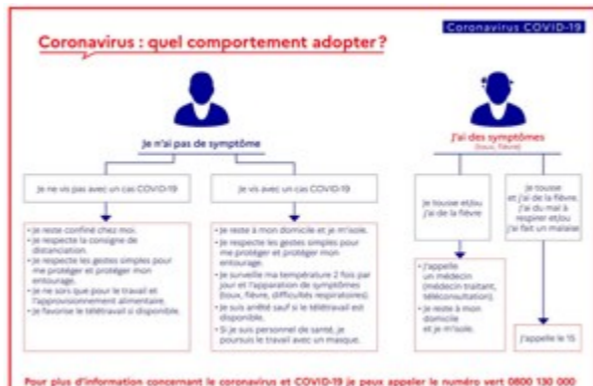 Coronavirus COVID-19
Coronavirus : quel comportement adopter ?
Je n'ai pas de symptôme
Je ne vis pas avec un cas COVID-19
• Je reste confiné chez moi.
• Je respecte la consigne de
distanciation.
• Je respecte les gestes simples pour
me protéger et protéger mon
entourage.
• Je ne sors que pour le travail et
l'approvisionnement alimentaire.
• Je favorise le télétravail si disponible.
Je vis avec un cas COVID-19
• Je reste à mon domicile et je m'isole.
• Je respecte les gestes simples pour me
protéger et protéger mon entourage.
• Je surveille ma température 2 fois par
jour et l'apparation de symptômes
(toux, fièvre, difficultés respiratoires).
• Je suis arrêté sauf si le télétravail est
disponible.
• Si je suis personnel de santé, je
poursuis le travail avec un masque.
J'ai des symptômes
(toux, fièvre)
Je tousse et/ou
j'ai de la fièvre
• J'appelle
un médecin
(médecin traitant,
téléconsultation).
• Je reste à mon
domicile
et je m'isole.
Je tousse
et j'ai de la fièvre.
J'ai du mal à
respirer et/ou
j'ai fait un malaise
J'appelle le 15
Pour plus d'information concernant le coronavirus et COVID-19 je peux appeler le numéro vert 0800 130 000